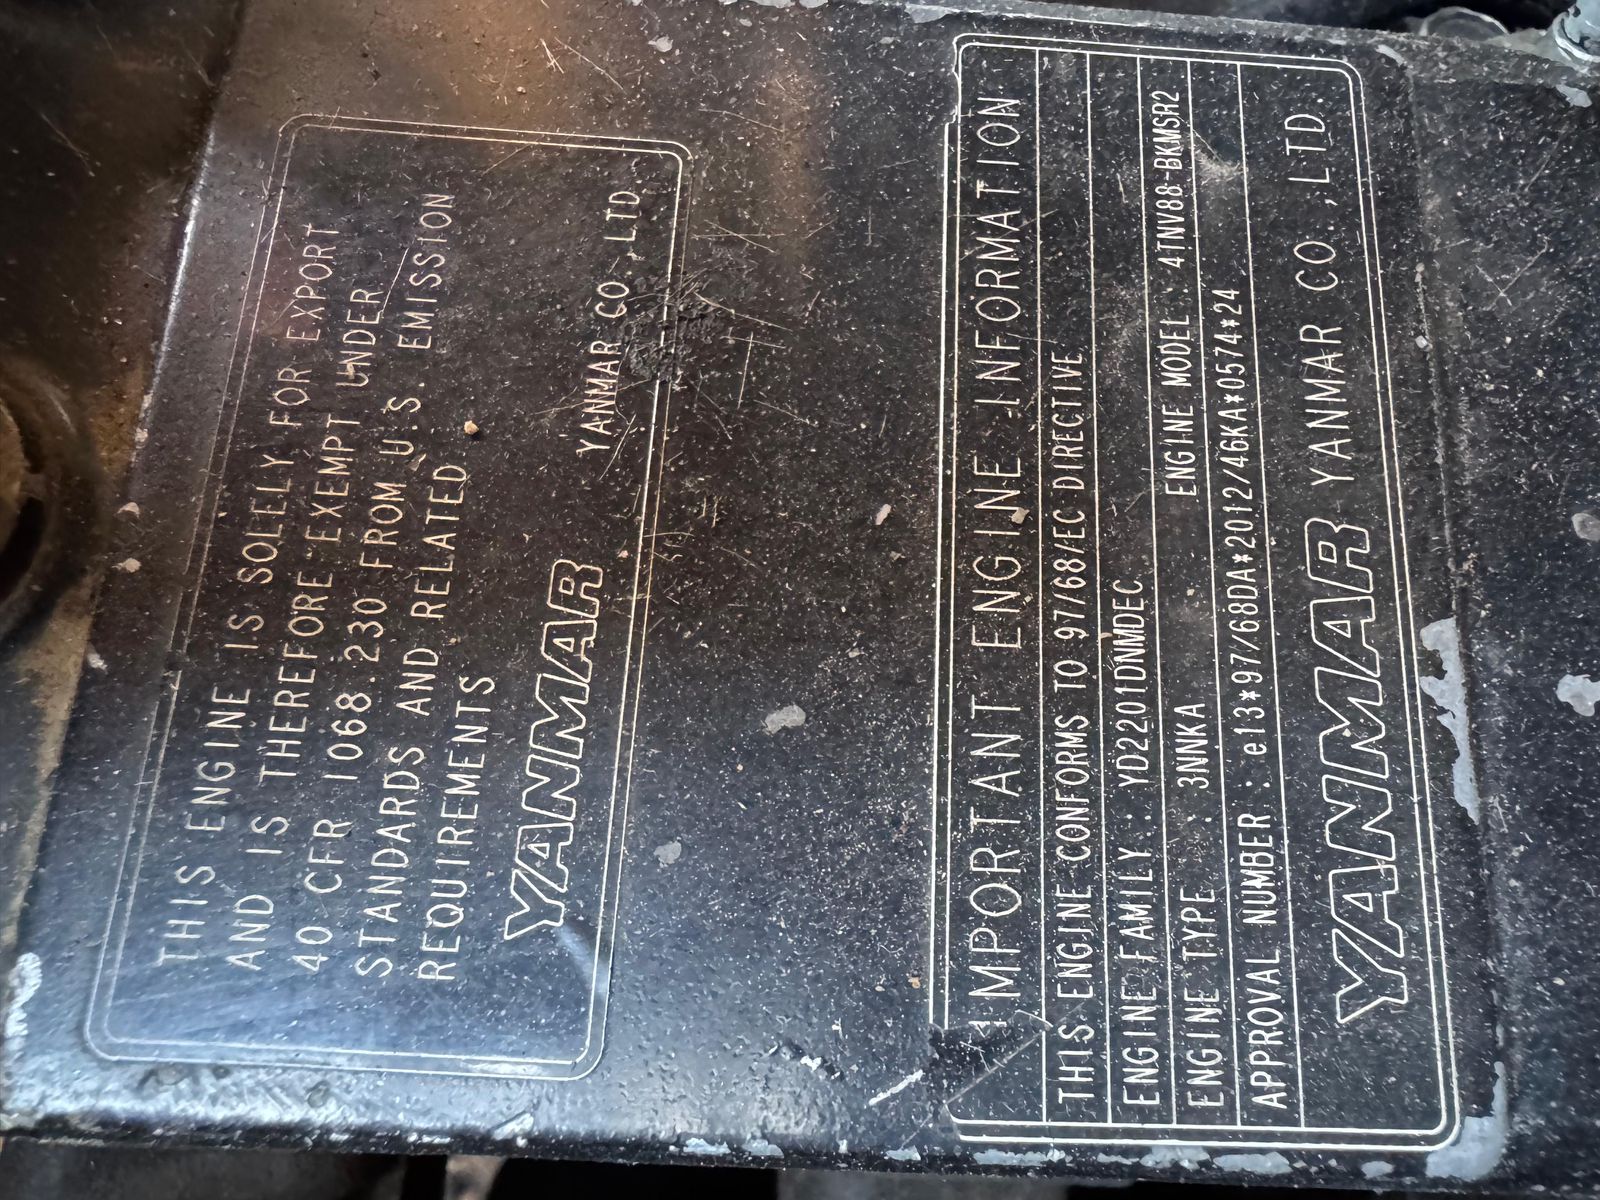 THIS ENGINE IS SOLELY FOR EXPORT
AND IS THEREFORE EXEMPT UNDER
40 CFR 1068.230 FROM U.S. EMISSION
STANDARDS AND RELATED
REQUIREMENTS
YANMAR YANMAR CO.,LTD.
IMPORTANT ENGINE INFORMATION
THIS ENGINE CONFORMS TO 97/68/EC DIRECTIVE
ENGINE FAMILY : YD2201DNMDEC
ENGINE TYPE : 3NNKA ENGINE MODEL : 4TNV88-BKMSR2
APPROVAL NUMBER : e13*97/68DA*2012/46KA*0574*24
YANMAR YANMAR CO.,LTD.